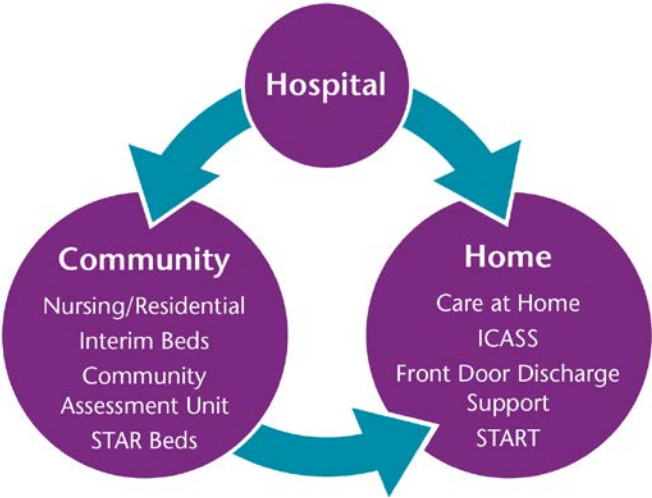 Hospital
Community
Nursing/Residential
Interim Beds
Community
Assessment Unit
STAR Beds
Home
Care at Home
ICASS
Front Door Discharge
Support
START